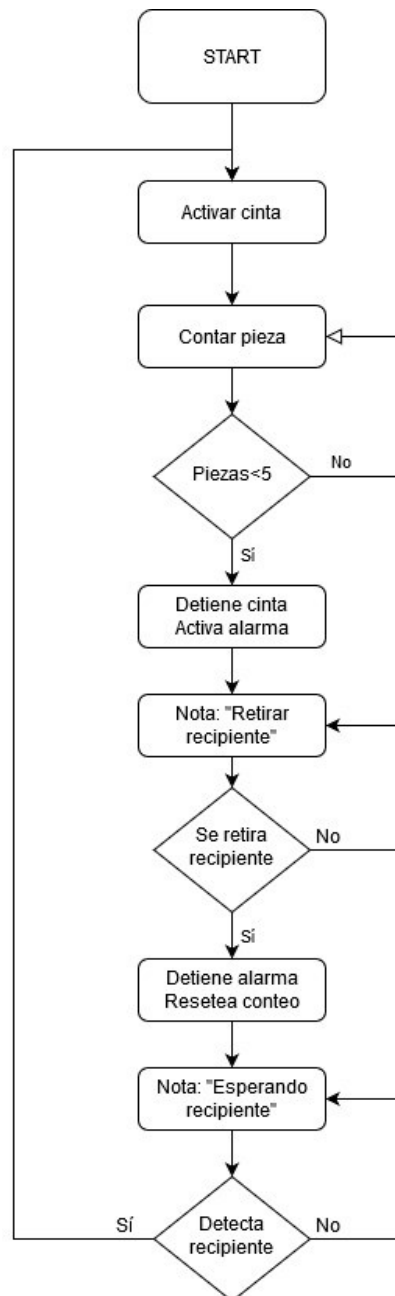 START
Activar cinta
Contar pieza
Piezas<5
No
Sí
Detiene cinta
Activa alarma
Nota: "Retirar
recipiente"
Se retira
recipiente
No
Sí
Detiene alarma
Resetea conteo
Nota: "Esperando
recipiente"
Sí
Detecta
recipiente
No